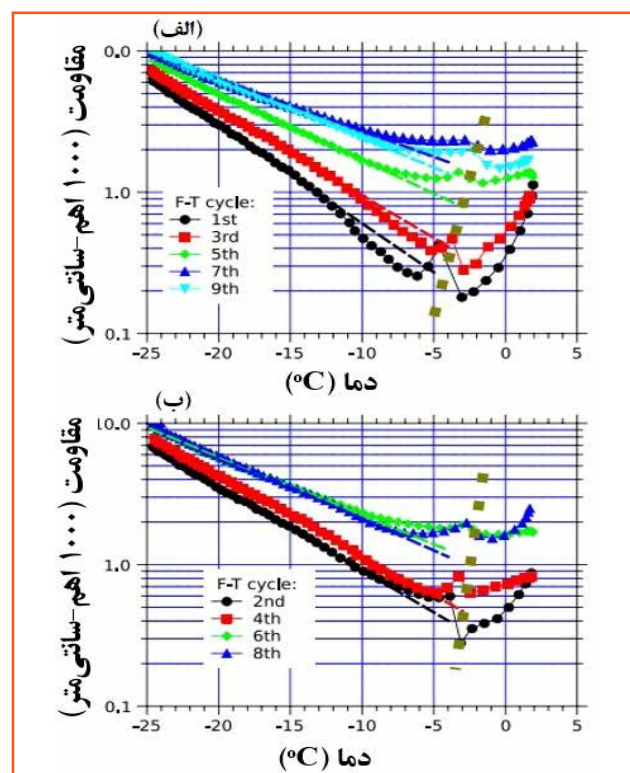 (الف)
مقاومت (۱۰۰۰ اهم-سانتی‌متر)
0.0
1.0
0.1
F-T cycle:
1st
3rd
5th
7th
9th
-25 -20 -15 -10 -5 0 5
دما (°C)
(ب)
مقاومت (۱۰۰۰ اهم-سانتی‌متر)
10.0
1.0
0.1
F-T cycle:
2nd
4th
6th
8th
-25 -20 -15 -10 -5 0 5
دما (°C)